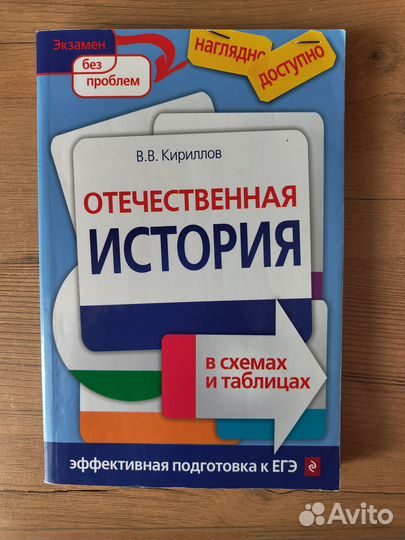 Экзамен
без
проблем
наглядно
доступно
В.В. Кириллов
ОТЕЧЕСТВЕННАЯ
ИСТОРИЯ
в схемах
и таблицах
эффективная подготовка к ЕГЭ
Avito